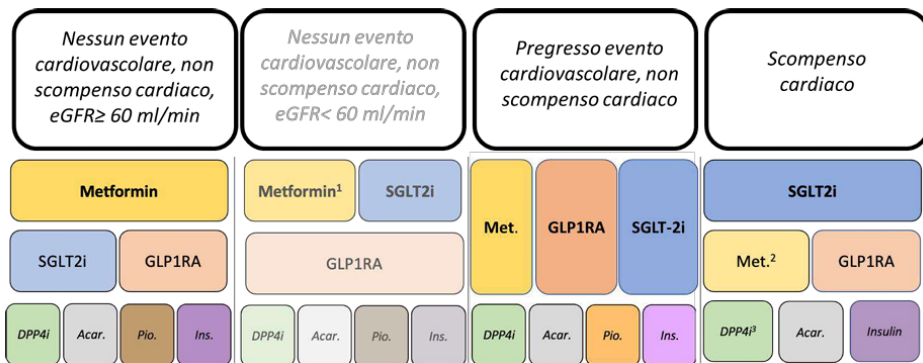 Nessun evento
cardiovascolare, non
scompenso cardiaco,
eGFR≥ 60 ml/min
Nessun evento
cardiovascolare, non
scompenso cardiaco,
eGFR< 60 ml/min
Pregresso evento
cardiovascolare, non
scompenso cardiaco
Scompenso
cardiaco
Metformin
SGLT2i
GLP1RA
DPP4i
Acar.
Pio.
Ins.
Metformin¹
SGLT2i
GLP1RA
DPP4i
Acar.
Pio.
Ins.
Met.
GLP1RA
SGLT-2i
DPP4i
Acar.
Pio.
Ins.
SGLT2i
Met.²
GLP1RA
DPP4i³
Acar.
Insulin